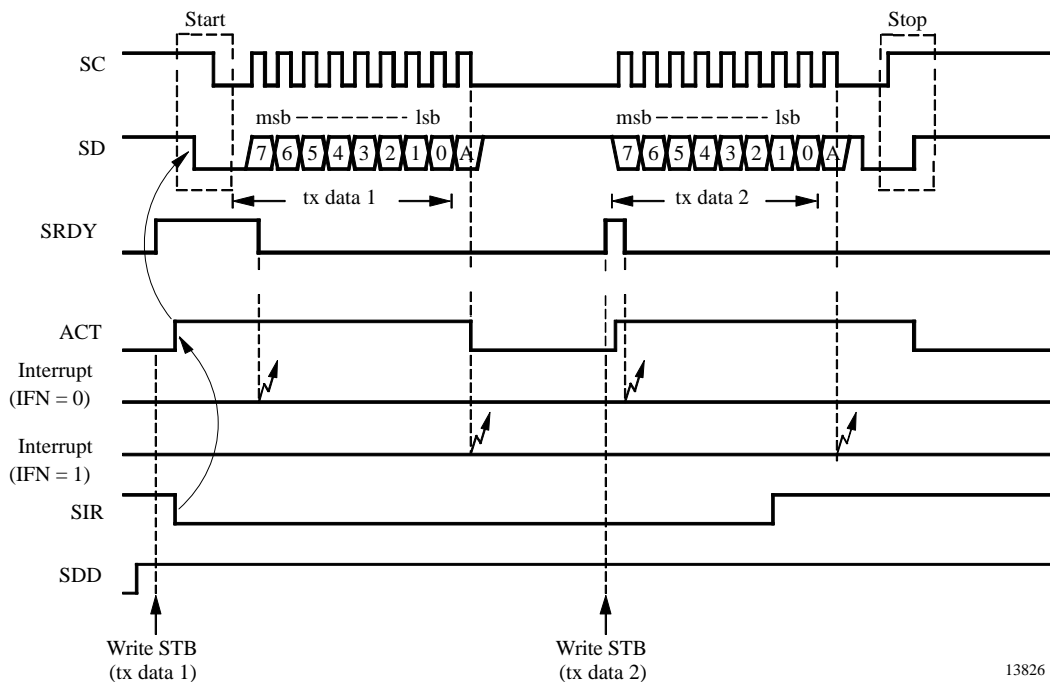 Start
Stop
SC
msb
lsb
msb
lsb
SD
7 6 5 4 3 2 1 0 A
7 6 5 4 3 2 1 0 A
tx data 1
tx data 2
SRDY
ACT
Interrupt
(IFN = 0)
Interrupt
(IFN = 1)
SIR
SDD
Write STB
(tx data 1)
Write STB
(tx data 2)
13826